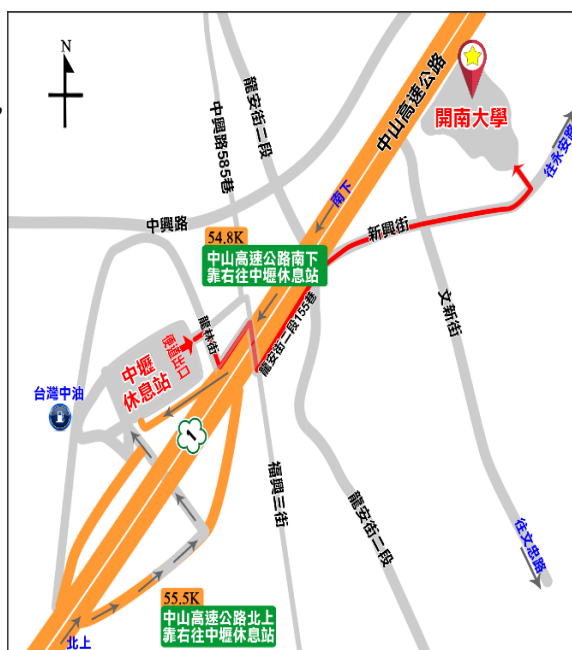 N
龍安街二段
中山高速公路
開南大學
中興路585巷
往永安路
南下
新興街
中興路
54.8K
中山高速公路南下
靠右往中壢休息站
龍林街
便道出口
龍安街一段155巷
文新街
中壢
休息站
台灣中油
1
福興三街
龍安街二段
往文忠路
55.5K
中山高速公路北上
靠右往中壢休息站
北上